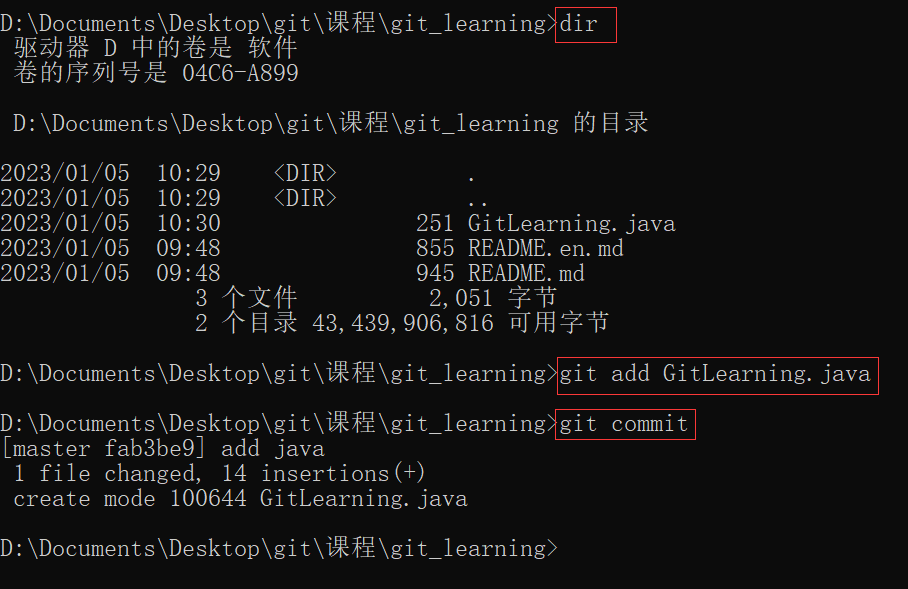 D:\Documents\Desktop\git\课程\git_learning>dir
驱动器 D 中的卷是 软件
卷的序列号是 04C6-A899
D:\Documents\Desktop\git\课程\git_learning 的目录
2023/01/05  10:29    <DIR>          .
2023/01/05  10:29    <DIR>          ..
2023/01/05  10:30               251 GitLearning.java
2023/01/05  09:48               855 README.en.md
2023/01/05  09:48               945 README.md
3 个文件          2,051 字节
2 个目录 43,439,906,816 可用字节
D:\Documents\Desktop\git\课程\git_learning>git add GitLearning.java
D:\Documents\Desktop\git\课程\git_learning>git commit
[master fab3be9] add java
1 file changed, 14 insertions(+)
create mode 100644 GitLearning.java
D:\Documents\Desktop\git\课程\git_learning>